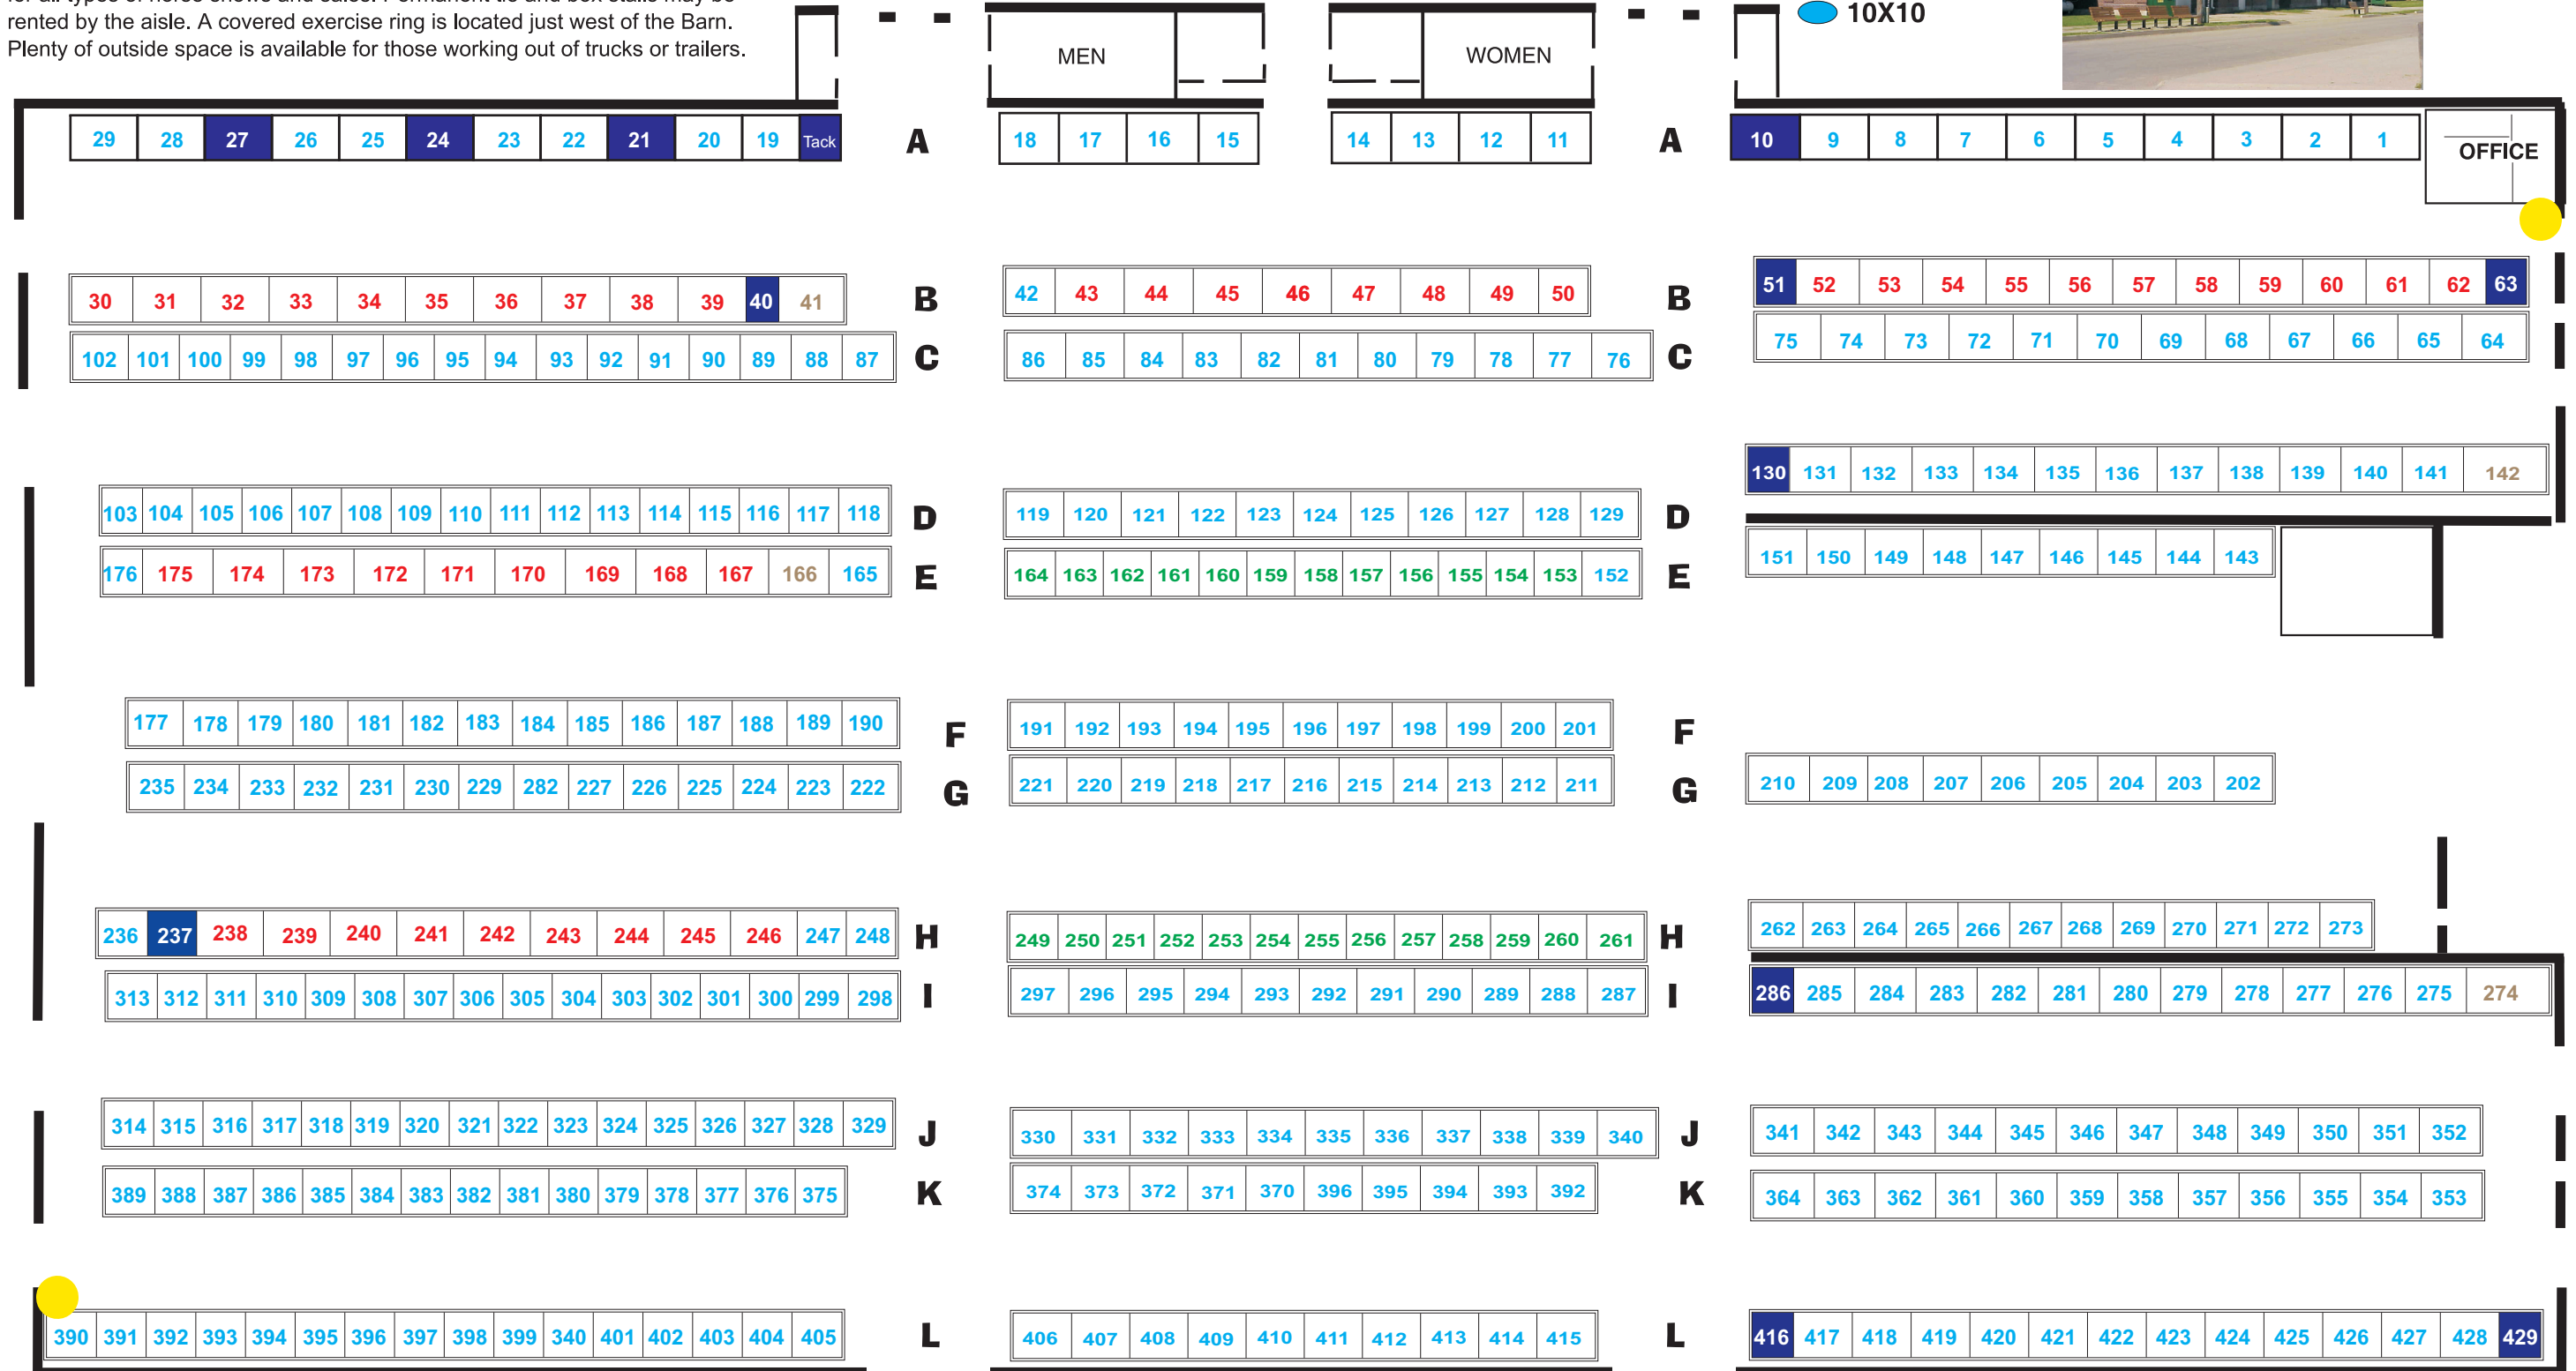 for all types of horse shows and sales. Permanent tie and box stalls may be
rented by the aisle. A covered exercise ring is located just west of the Barn.
Plenty of outside space is available for those working out of trucks or trailers.
10X10
MEN
WOMEN
29 28 27 26 25 24 23 22 21 20 19 Tack A 18 17 16 15 14 13 12 11 A 10 9 8 7 6 5 4 3 2 1 OFFICE
30 31 32 33 34 35 36 37 38 39 40 41 B 42 43 44 45 46 47 48 49 50 B 51 52 53 54 55 56 57 58 59 60 61 62 63
102 101 100 99 98 97 96 95 94 93 92 91 90 89 88 87 C 86 85 84 83 82 81 80 79 78 77 76 C 75 74 73 72 71 70 69 68 67 66 65 64
103 104 105 106 107 108 109 110 111 112 113 114 115 116 117 118 D 119 120 121 122 123 124 125 126 127 128 129 D 130 131 132 133 134 135 136 137 138 139 140 141 142
176 175 174 173 172 171 170 169 168 167 166 165 E 164 163 162 161 160 159 158 157 156 155 154 153 152 E 151 150 149 148 147 146 145 144 143
177 178 179 180 181 182 183 184 185 186 187 188 189 190 F 191 192 193 194 195 196 197 198 199 200 201 F
235 234 233 232 231 230 229 282 227 226 225 224 223 222 G 221 220 219 218 217 216 215 214 213 212 211 G 210 209 208 207 206 205 204 203 202
236 237 238 239 240 241 242 243 244 245 246 247 248 H 249 250 251 252 253 254 255 256 257 258 259 260 261 H 262 263 264 265 266 267 268 269 270 271 272 273
313 312 311 310 309 308 307 306 305 304 303 302 301 300 299 298 I 297 296 295 294 293 292 291 290 289 288 287 I 286 285 284 283 282 281 280 279 278 277 276 275 274
314 315 316 317 318 319 320 321 322 323 324 325 326 327 328 329 J 330 331 332 333 334 335 336 337 338 339 340 J 341 342 343 344 345 346 347 348 349 350 351 352
389 388 387 386 385 384 383 382 381 380 379 378 377 376 375 K 374 373 372 371 370 396 395 394 393 392 K 364 363 362 361 360 359 358 357 356 355 354 353
390 391 392 393 394 395 396 397 398 399 340 401 402 403 404 405 L 406 407 408 409 410 411 412 413 414 415 L 416 417 418 419 420 421 422 423 424 425 426 427 428 429